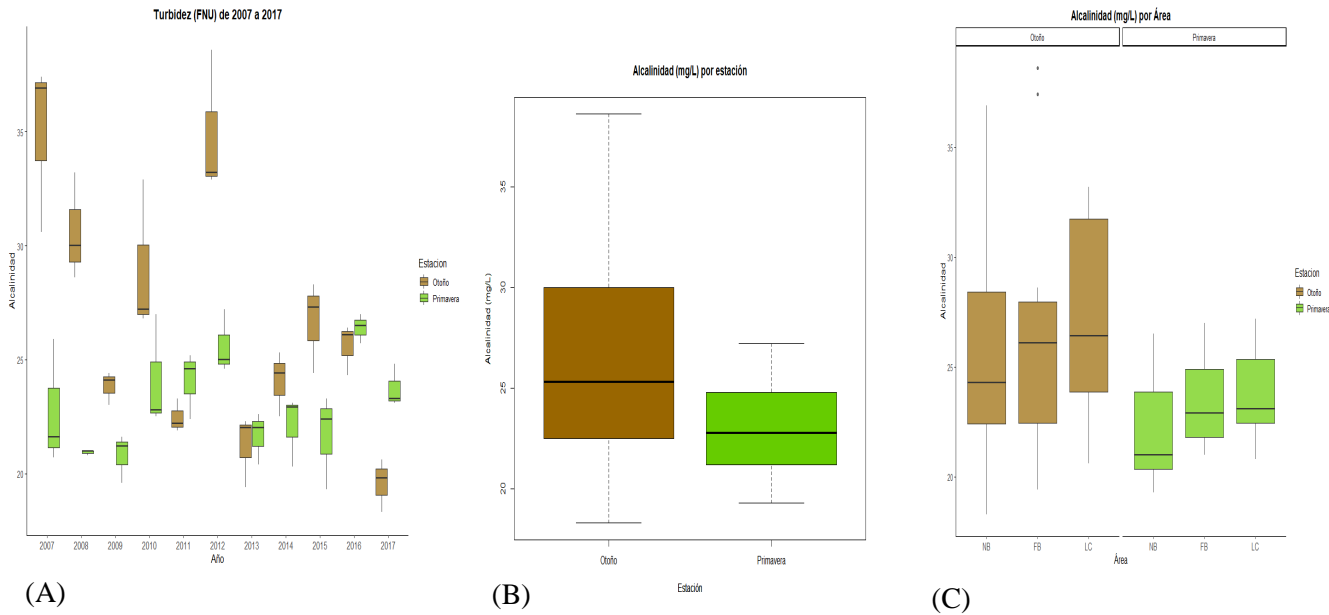 Turbidez (FNU) de 2007 a 2017
Alcalinidad
35
30
25
20
2007 2008 2009 2010 2011 2012 2013 2014 2015 2016 2017
Año
Estacion
Otoño
Primavera
(A)
Alcalinidad (mg/L) por estación
Alcalinidad (mg/L)
35
30
25
20
Otoño Primavera
Estación
(B)
Alcalinidad (mg/L) por Área
Otoño Primavera
Alcalinidad
35
30
25
20
NB FB LC NB FB LC
Área
Estacion
Otoño
Primavera
(C)